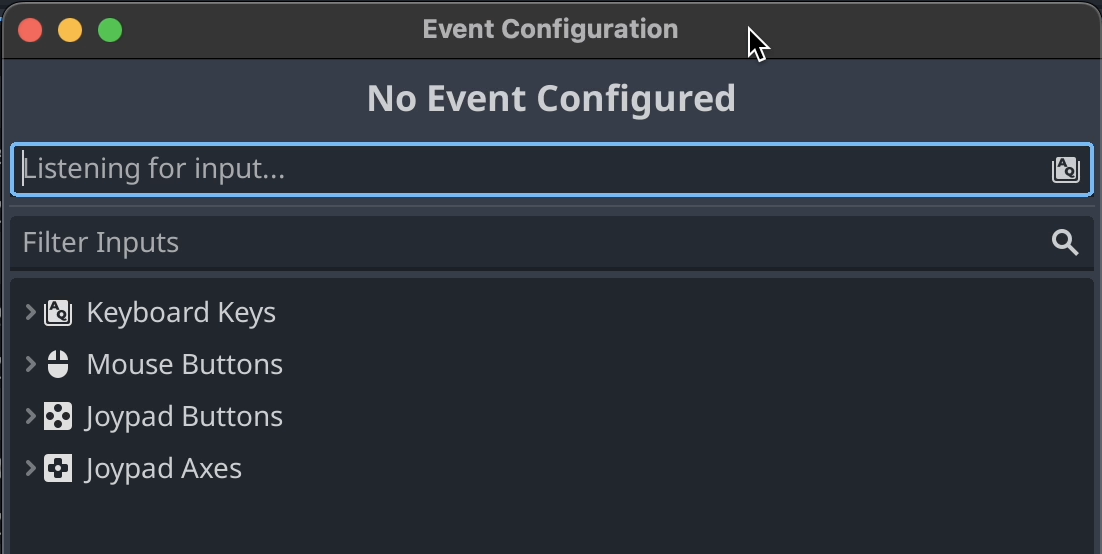 Event Configuration
No Event Configured
Listening for input...
Filter Inputs
Keyboard Keys
Mouse Buttons
Joypad Buttons
Joypad Axes